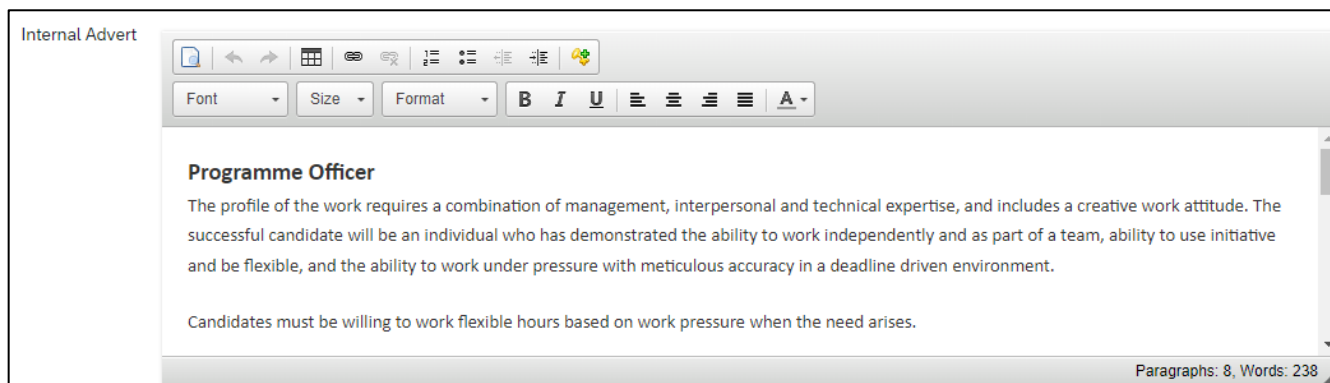 Internal Advert
Font Size Format B I U A
Programme Officer
The profile of the work requires a combination of management, interpersonal and technical expertise, and includes a creative work attitude. The
successful candidate will be an individual who has demonstrated the ability to work independently and as part of a team, ability to use initiative
and be flexible, and the ability to work under pressure with meticulous accuracy in a deadline driven environment.
Candidates must be willing to work flexible hours based on work pressure when the need arises.
Paragraphs: 8, Words: 238